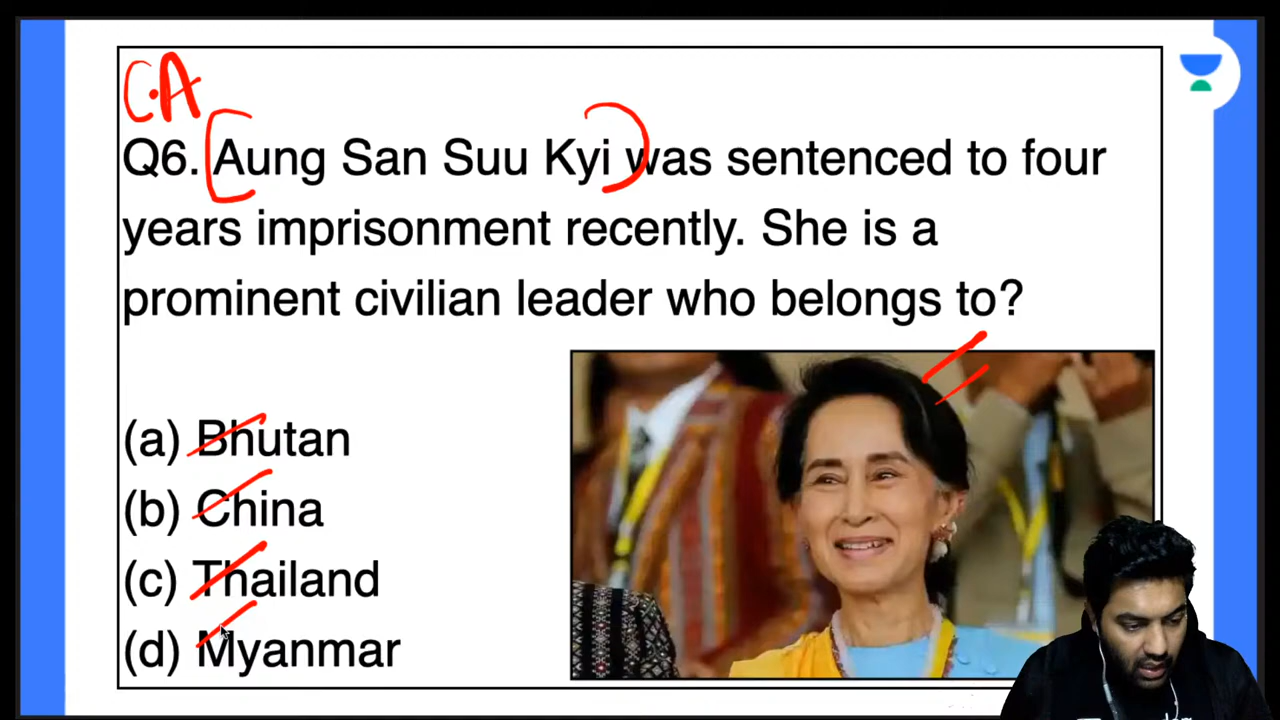 C.A
Q6. Aung San Suu Kyi was sentenced to four
years imprisonment recently. She is a
prominent civilian leader who belongs to?
(a) Bhutan
(b) China
(c) Thailand
(d) Myanmar